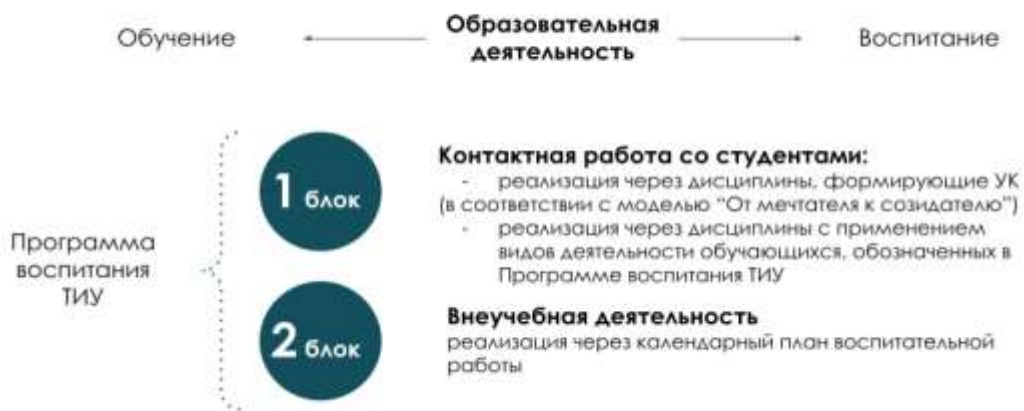 Обучение
Образовательная
деятельность
Воспитание
Программа
воспитания
ТИУ
1 блок
Контактная работа со студентами:
- реализация через дисциплины, формирующие УК
(в соответствии с моделью “От мечтателя к созидателю”)
- реализация через дисциплины с применением
видов деятельности обучающихся, обозначенных в
Программе воспитания ТИУ
2 блок
Внеучебная деятельность
реализация через календарный план воспитательной
работы